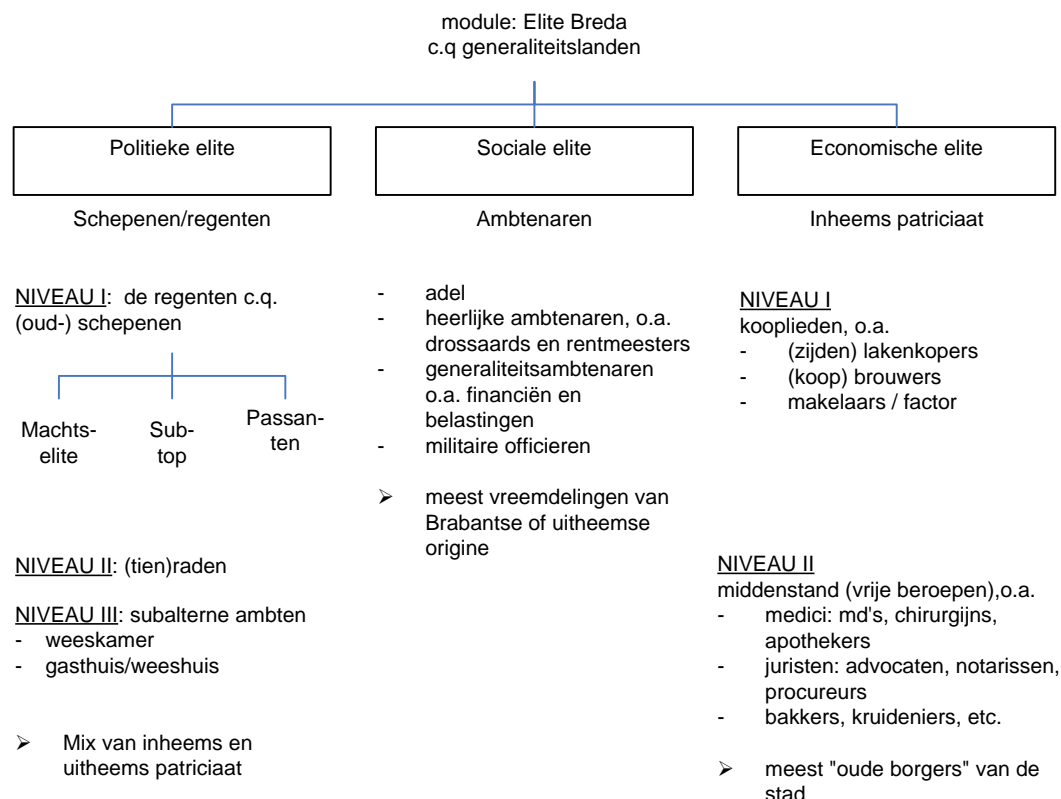 module: Elite Breda
c.q generaliteitslanden
Politieke elite
Schepenen/regenten
NIVEAU I: de regenten c.q.
(oud-) schepenen
Machts-
elite
Sub-
top
Passan-
ten
NIVEAU II: (tien)raden
NIVEAU III: subalterne ambten
- weeskamer
- gasthuis/weeshuis
➢ Mix van inheems en
uitheems patriciaat
Sociale elite
Ambtenaren
- adel
- heerlijke ambtenaren, o.a.
drossaards en rentmeesters
- generaliteitsambtenaren
o.a. financiën en
belastingen
- militaire officieren
➢ meest vreemdelingen van
Brabantse of uitheemse
origine
Economische elite
Inheems patriciaat
NIVEAU I
kooplieden, o.a.
- (zijden) lakenkopers
- (koop) brouwers
- makelaars / factor
NIVEAU II
middenstand (vrije beroepen),o.a.
- medici: md's, chirurgijns,
apothekers
- juristen: advocaten, notarissen,
procureurs
- bakkers, kruideniers, etc.
➢ meest "oude borgers" van de
stad